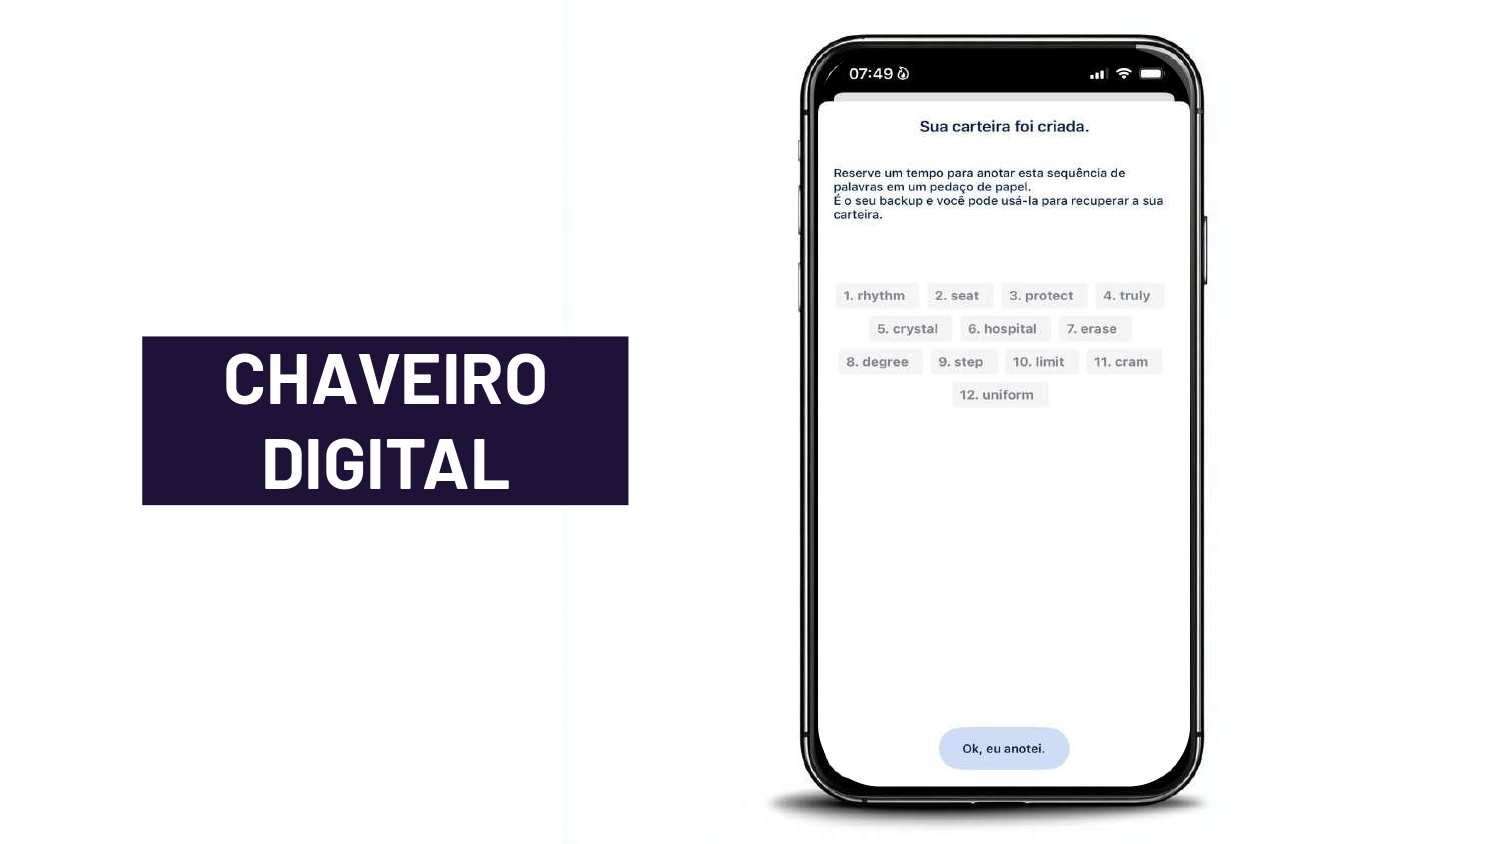 CHAVEIRO
DIGITAL
07:49
Sua carteira foi criada.
Reserve um tempo para anotar esta sequência de
palavras em um pedaço de papel.
É o seu backup e você pode usá-la para recuperar a sua
carteira.
1. rhythm 2. seat 3. protect 4. truly
5. crystal 6. hospital 7. erase
8. degree 9. step 10. limit 11. cram
12. uniform
Ok, eu anotei.